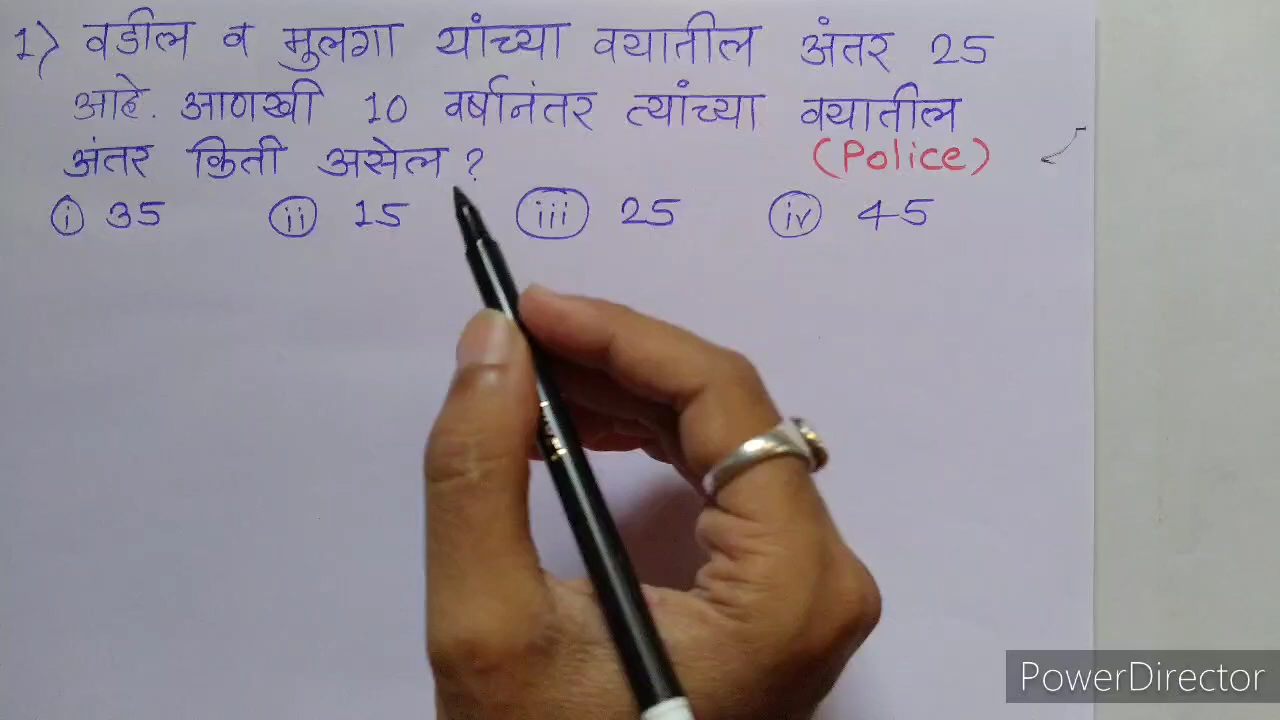 1) वडील व मुलगा यांच्या वयातील अंतर 25
आहे. आणखी 10 वर्षानंतर त्यांच्या वयातील
अंतर किती असेल ? (Police)
i 35 ii 15 iii 25 iv 45
PowerDirector